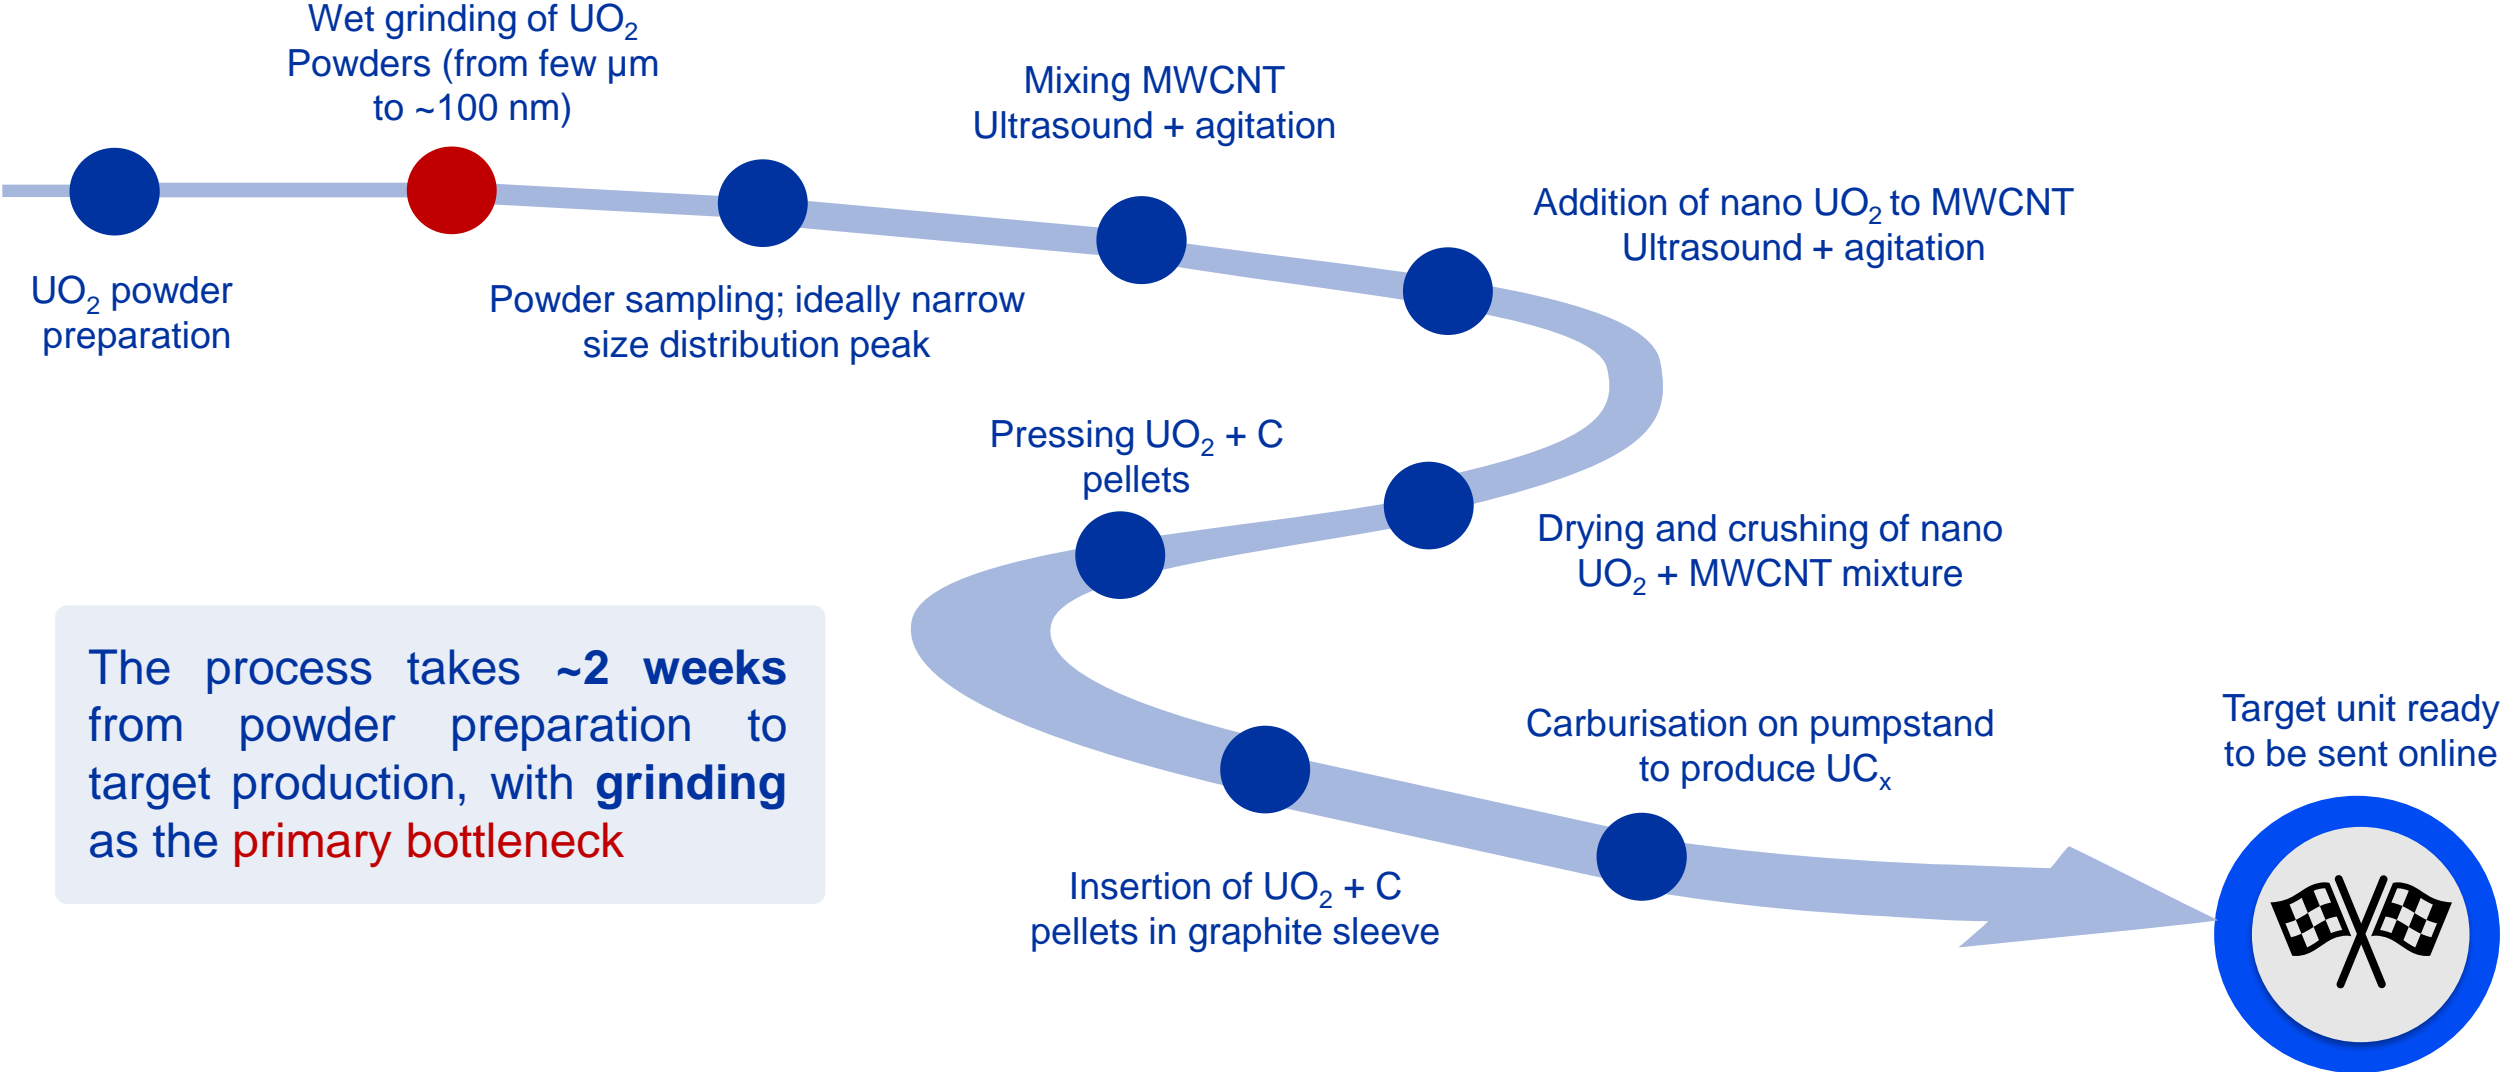 Wet grinding of UO₂
Powders (from few µm
to ~100 nm)
Mixing MWCNT
Ultrasound + agitation
Addition of nano UO₂ to MWCNT
Ultrasound + agitation
UO₂ powder
preparation
Powder sampling; ideally narrow
size distribution peak
Pressing UO₂ + C
pellets
Drying and crushing of nano
UO₂ + MWCNT mixture
The process takes ~2 weeks
from powder preparation to
target production, with grinding
as the primary bottleneck
Insertion of UO₂ + C
pellets in graphite sleeve
Carburisation on pumpstand
to produce UCₓ
Target unit ready
to be sent online